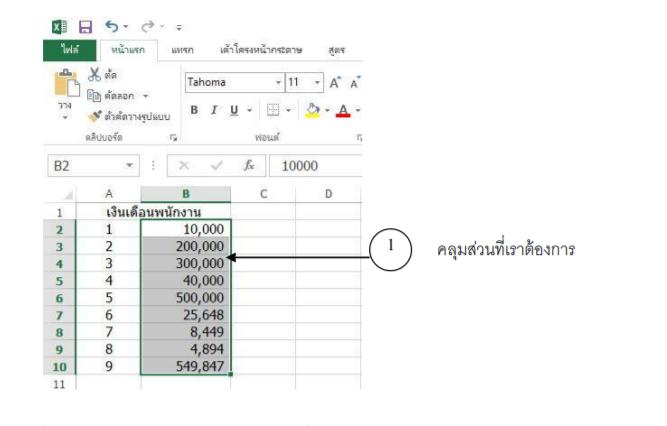 ไฟล์ หน้าแรก แทรก เค้าโครงหน้ากระดาษ สูตร
วาง
ตัด
คัดลอก
ตัวคัดวางรูปแบบ
คลิปบอร์ด
Tahoma 11 A A
B I U A
ฟอนต์
B2 fx 10000
A B C D
1 เงินเดือนพนักงาน
2 1 10,000
3 2 200,000
4 3 300,000
5 4 40,000
6 5 500,000
7 6 25,648
8 7 8,449
9 8 4,894
10 9 549,847
11
1 คลุมส่วนที่เราต้องการ